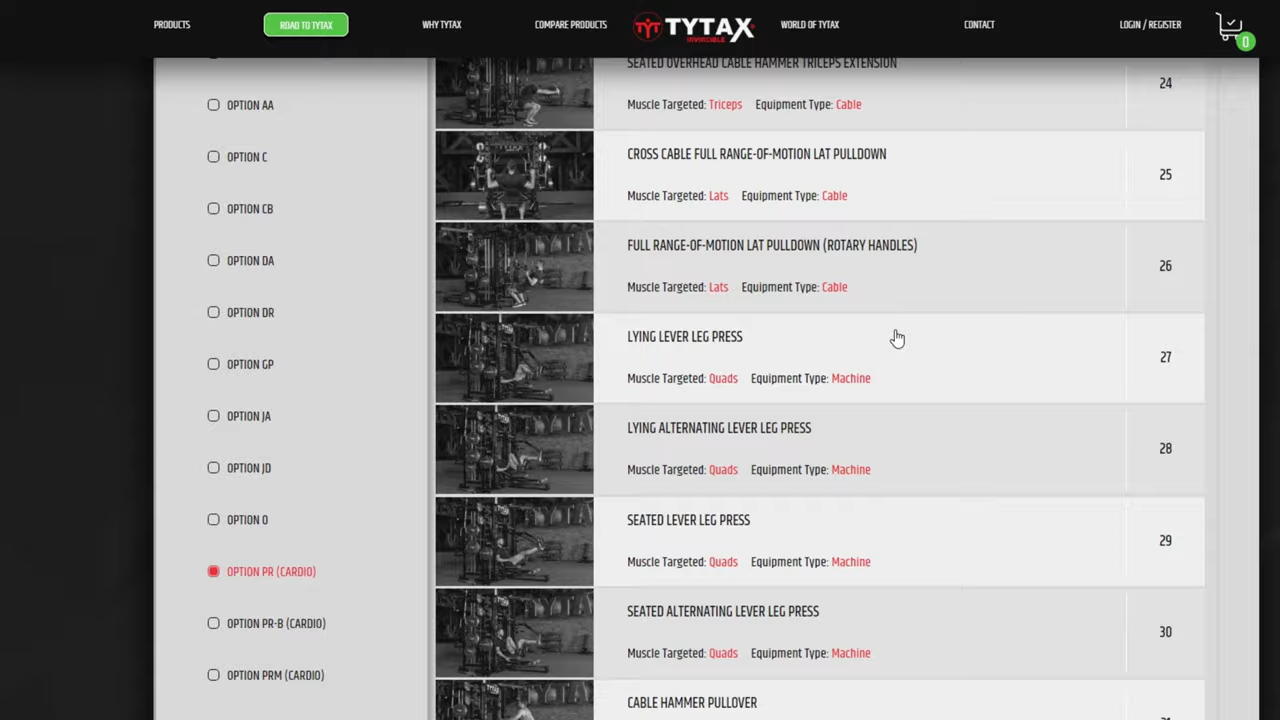 PRODUCTS
ROAD TO TYTAX
WHY TYTAX
COMPARE PRODUCTS
TYTAX
INVINCIBLE
WORLD OF TYTAX
CONTACT
LOGIN / REGISTER
0
OPTION AA
OPTION C
OPTION CB
OPTION DA
OPTION DR
OPTION GP
OPTION JA
OPTION JD
OPTION O
OPTION PR (CARDIO)
OPTION PR-B (CARDIO)
OPTION PRM (CARDIO)
SEATED OVERHEAD CABLE HAMMER TRICEPS EXTENSION
Muscle Targeted: Triceps Equipment Type: Cable
24
CROSS CABLE FULL RANGE-OF-MOTION LAT PULLDOWN
Muscle Targeted: Lats Equipment Type: Cable
25
FULL RANGE-OF-MOTION LAT PULLDOWN (ROTARY HANDLES)
Muscle Targeted: Lats Equipment Type: Cable
26
LYING LEVER LEG PRESS
Muscle Targeted: Quads Equipment Type: Machine
27
LYING ALTERNATING LEVER LEG PRESS
Muscle Targeted: Quads Equipment Type: Machine
28
SEATED LEVER LEG PRESS
Muscle Targeted: Quads Equipment Type: Machine
29
SEATED ALTERNATING LEVER LEG PRESS
Muscle Targeted: Quads Equipment Type: Machine
30
CABLE HAMMER PULLOVER